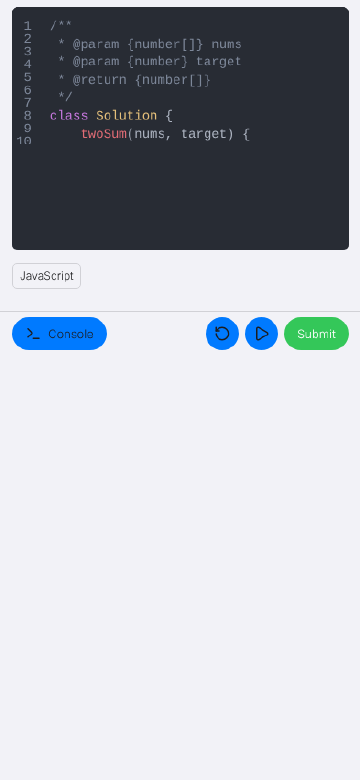 1 /**
2 * @param {number[]} nums
3 * @param {number} target
4 * @return {number[]}
5 */
6 class Solution {
7 twoSum(nums, target) {
8
9
10
JavaScript
Console
Submit